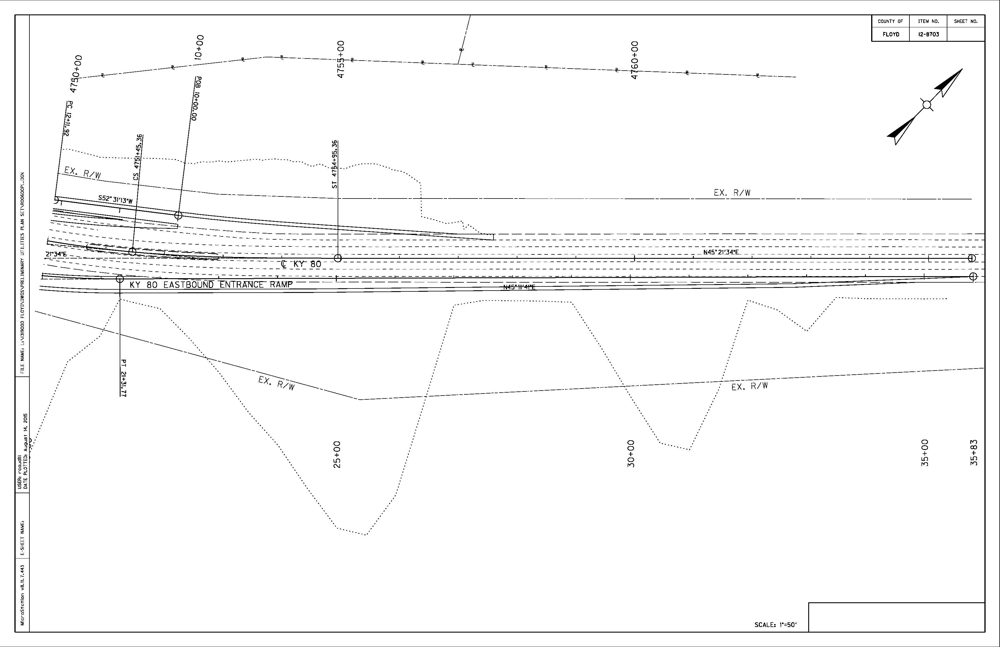 COUNTY OF
ITEM NO.
SHEET NO.
FLOYD
12-8703
4750+00
10+00
4755+00
4760+00
PC 12+11.92
POB 10+00.00
CS 4751+45.36
ST 4754+95.36
EX. R/W
EX. R/W
S52°31'13"W
21'34"E
N45°21'34"E
℄ KY 80
KY 80 EASTBOUND ENTRANCE RAMP
N45°11'41"E
PT 21+31.77
EX. R/W
EX. R/W
25+00
30+00
35+00
35+83
SCALE: 1"=50'
FILE NAME: L:\1319000 FLOYD\DWGS\PRELIMINARY UTILITIES PLAN SET\R00600PL.DGN
USER: rcaudill
DATE PLOTTED: August 14, 2015
E-SHEET NAME:
MicroStation v8.11.7.443